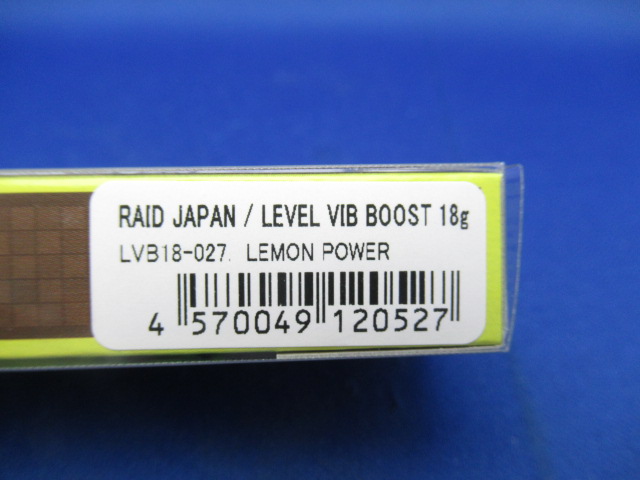 RAID JAPAN / LEVEL VIB BOOST 18g
LVB18-027. LEMON POWER
4 570049 120527